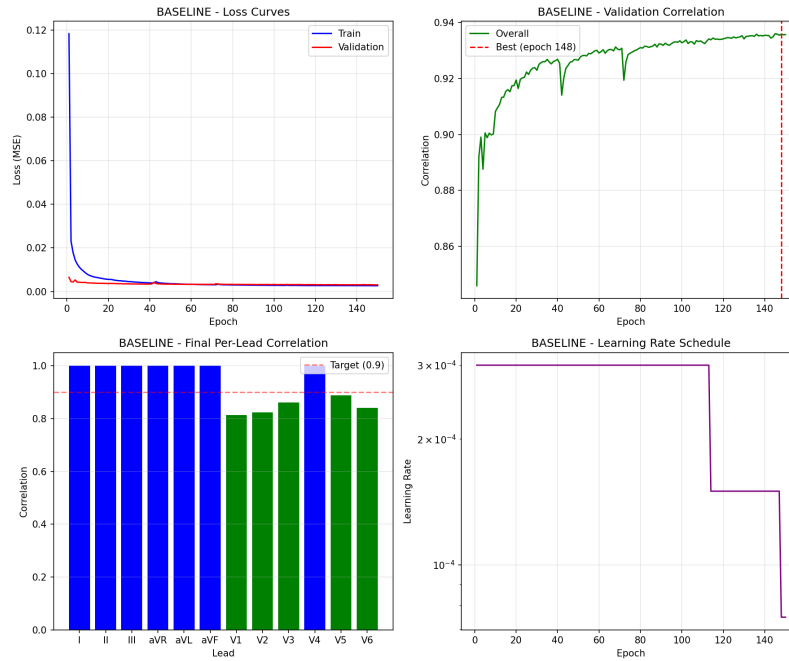 BASELINE - Loss Curves
0.12
0.10
0.08
0.06
0.04
0.02
0.00
Loss (MSE)
Train
Validation
0
20
40
60
80
100
120
140
Epoch
BASELINE - Validation Correlation
0.94
0.92
0.90
0.88
0.86
Correlation
Overall
Best (epoch 148)
0
20
40
60
80
100
120
140
Epoch
BASELINE - Final Per-Lead Correlation
1.0
0.8
0.6
0.4
0.2
0.0
Correlation
Target (0.9)
I
II
III
aVR
aVL
aVF
V1
V2
V3
V4
V5
V6
Lead
BASELINE - Learning Rate Schedule
3 × 10⁻⁴
2 × 10⁻⁴
10⁻⁴
Learning Rate
0
20
40
60
80
100
120
140
Epoch